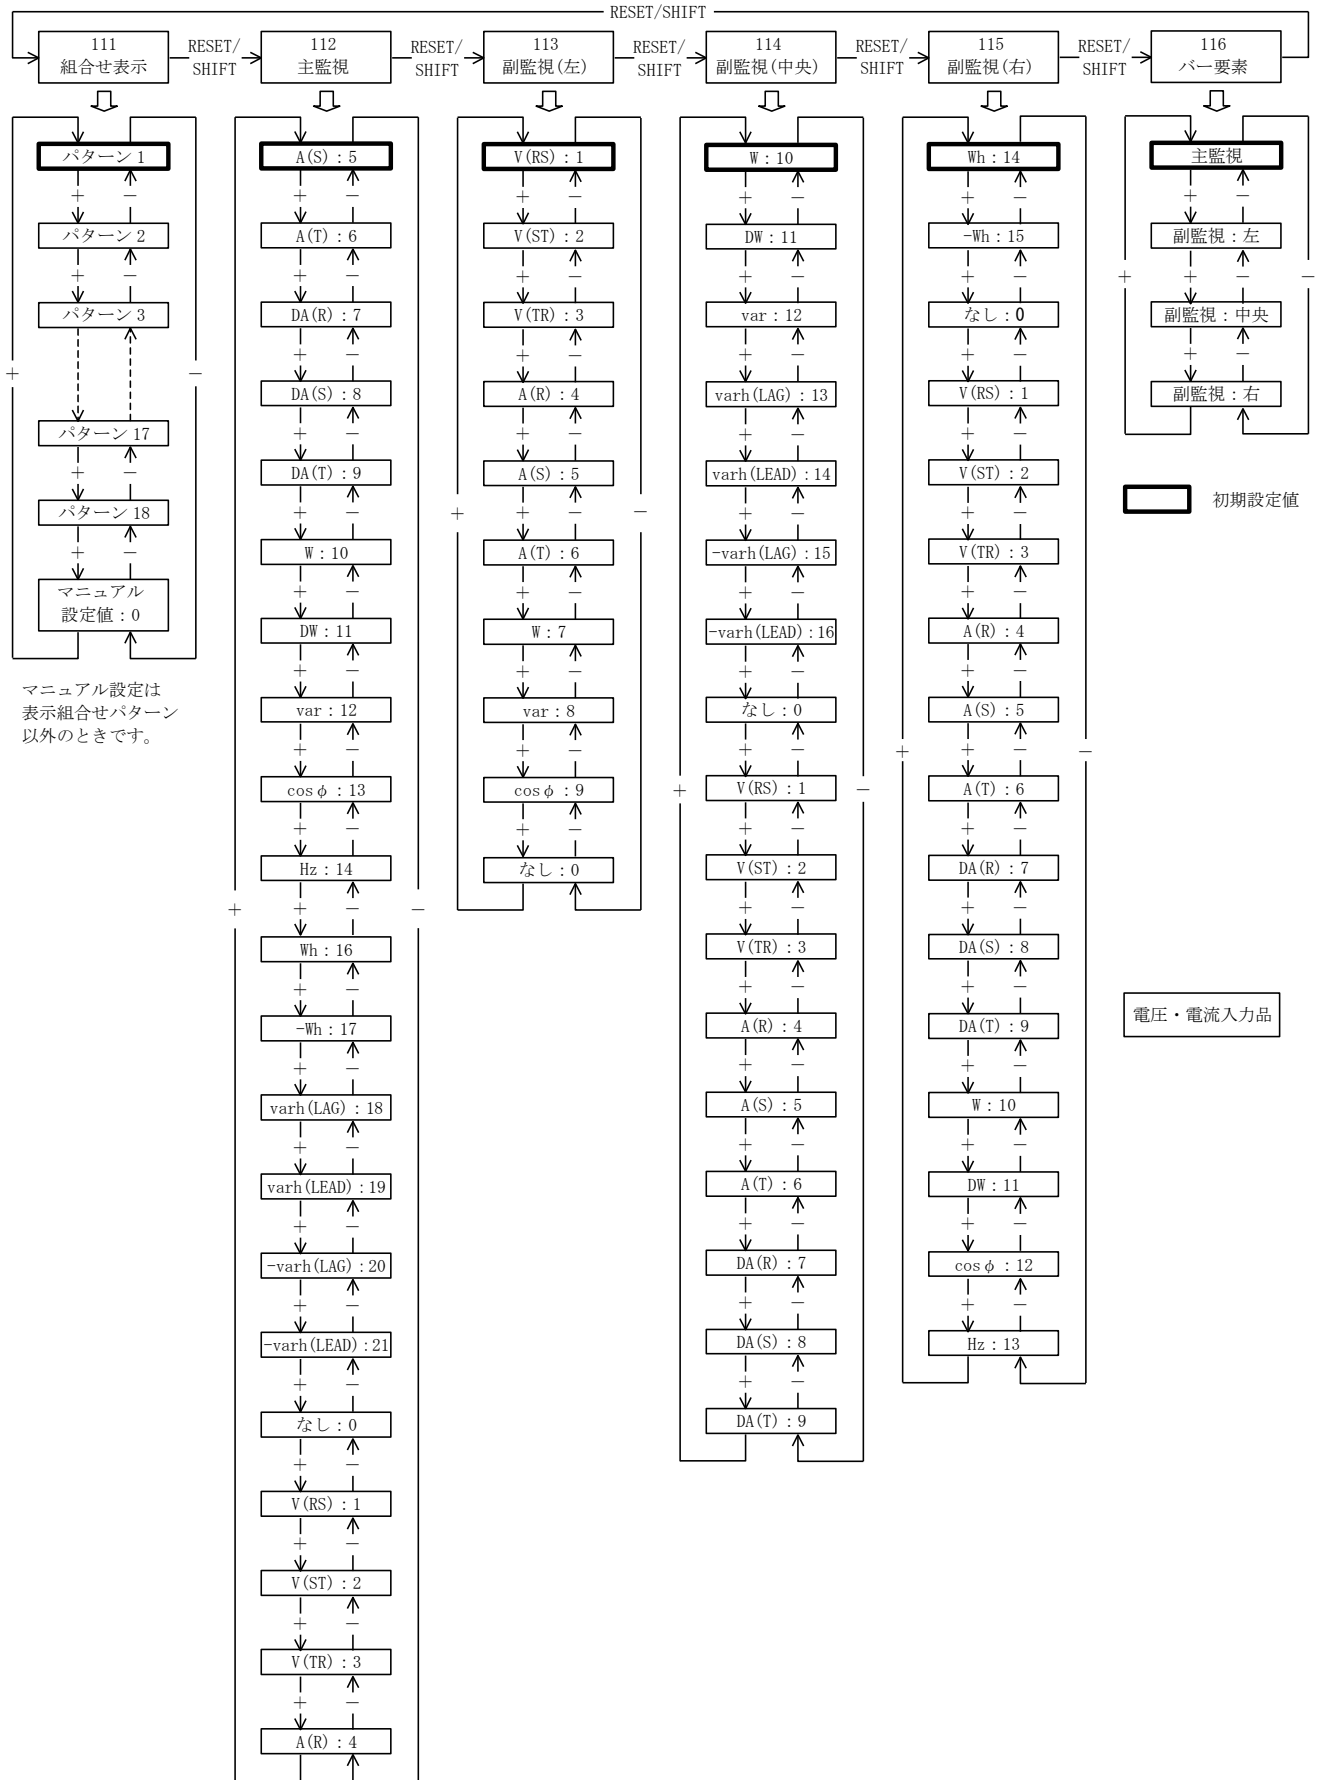 RESET/SHIFT
111
組合せ表示
RESET/
SHIFT
112
主監視
RESET/
SHIFT
113
副監視(左)
RESET/
SHIFT
114
副監視(中央)
RESET/
SHIFT
115
副監視(右)
RESET/
SHIFT
116
バー要素
パターン 1
+ −
パターン 2
+ −
パターン 3
+ −
パターン 17
+ −
パターン 18
+ −
マニュアル
設定値：0
マニュアル設定は
表示組合せパターン
以外のときです。
A(S)：5
+ −
A(T)：6
+ −
DA(R)：7
+ −
DA(S)：8
+ −
DA(T)：9
+ −
W：10
+ −
DW：11
+ −
var：12
+ −
cosφ：13
+ −
Hz：14
+ + − −
Wh：16
+ −
-Wh：17
+ −
varh(LAG)：18
+ −
varh(LEAD)：19
+ −
-varh(LAG)：20
+ −
-varh(LEAD)：21
+ −
なし：0
+ −
V(RS)：1
+ −
V(ST)：2
+ −
V(TR)：3
+ −
A(R)：4
V(RS)：1
+ −
V(ST)：2
+ −
V(TR)：3
+ −
A(R)：4
+ −
A(S)：5
+ + − −
A(T)：6
+ −
W：7
+ −
var：8
+ −
cosφ：9
+ −
なし：0
W：10
+ −
DW：11
+ −
var：12
+ −
varh(LAG)：13
+ −
varh(LEAD)：14
+ −
-varh(LAG)：15
+ −
-varh(LEAD)：16
+ −
なし：0
+ −
V(RS)：1
+ −
+ −
V(ST)：2
+ −
V(TR)：3
+ −
A(R)：4
+ −
A(S)：5
+ −
A(T)：6
+ −
DA(R)：7
+ −
DA(S)：8
+ −
DA(T)：9
Wh：14
+ −
-Wh：15
+ −
なし：0
+ −
V(RS)：1
+ −
V(ST)：2
+ −
V(TR)：3
+ −
A(R)：4
+ −
A(S)：5
+ + − −
A(T)：6
+ −
DA(R)：7
+ −
DA(S)：8
+ −
DA(T)：9
+ −
W：10
+ −
DW：11
+ −
cosφ：12
+ −
Hz：13
主監視
+ −
副監視：左
+ + − −
副監視：中央
+ −
副監視：右
初期設定値
電圧・電流入力品